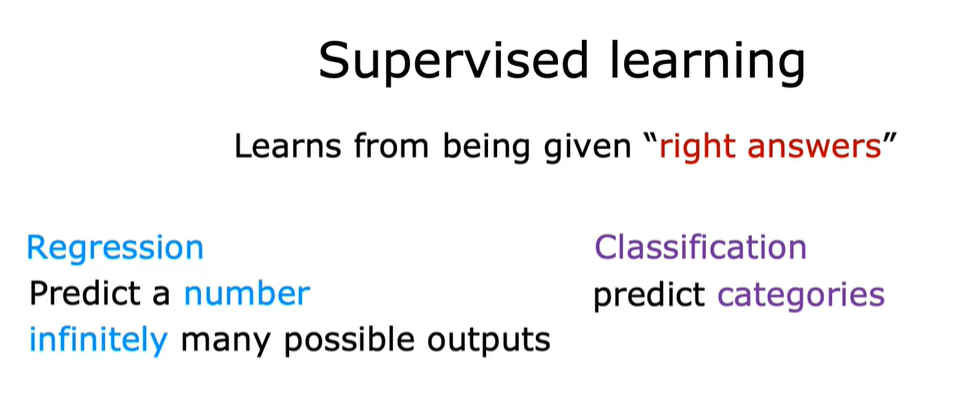 Supervised learning
Learns from being given “right answers”
Regression
Predict a number
infinitely many possible outputs
Classification
predict categories